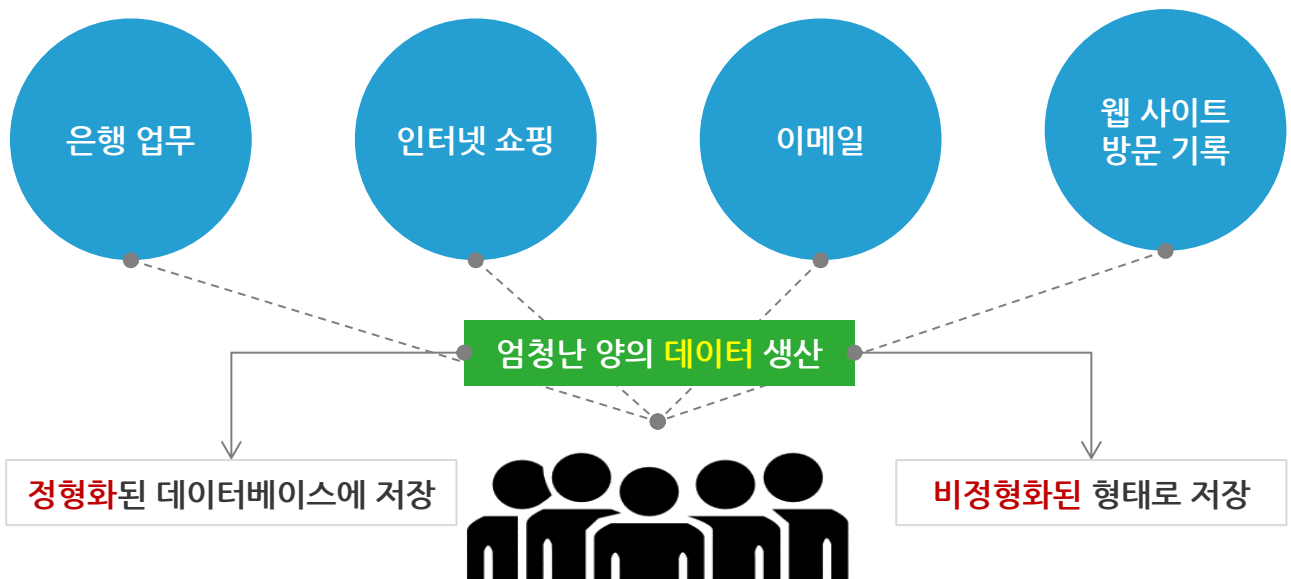 은행 업무
인터넷 쇼핑
이메일
웹 사이트
방문 기록
엄청난 양의 데이터 생산
정형화된 데이터베이스에 저장
비정형화된 형태로 저장